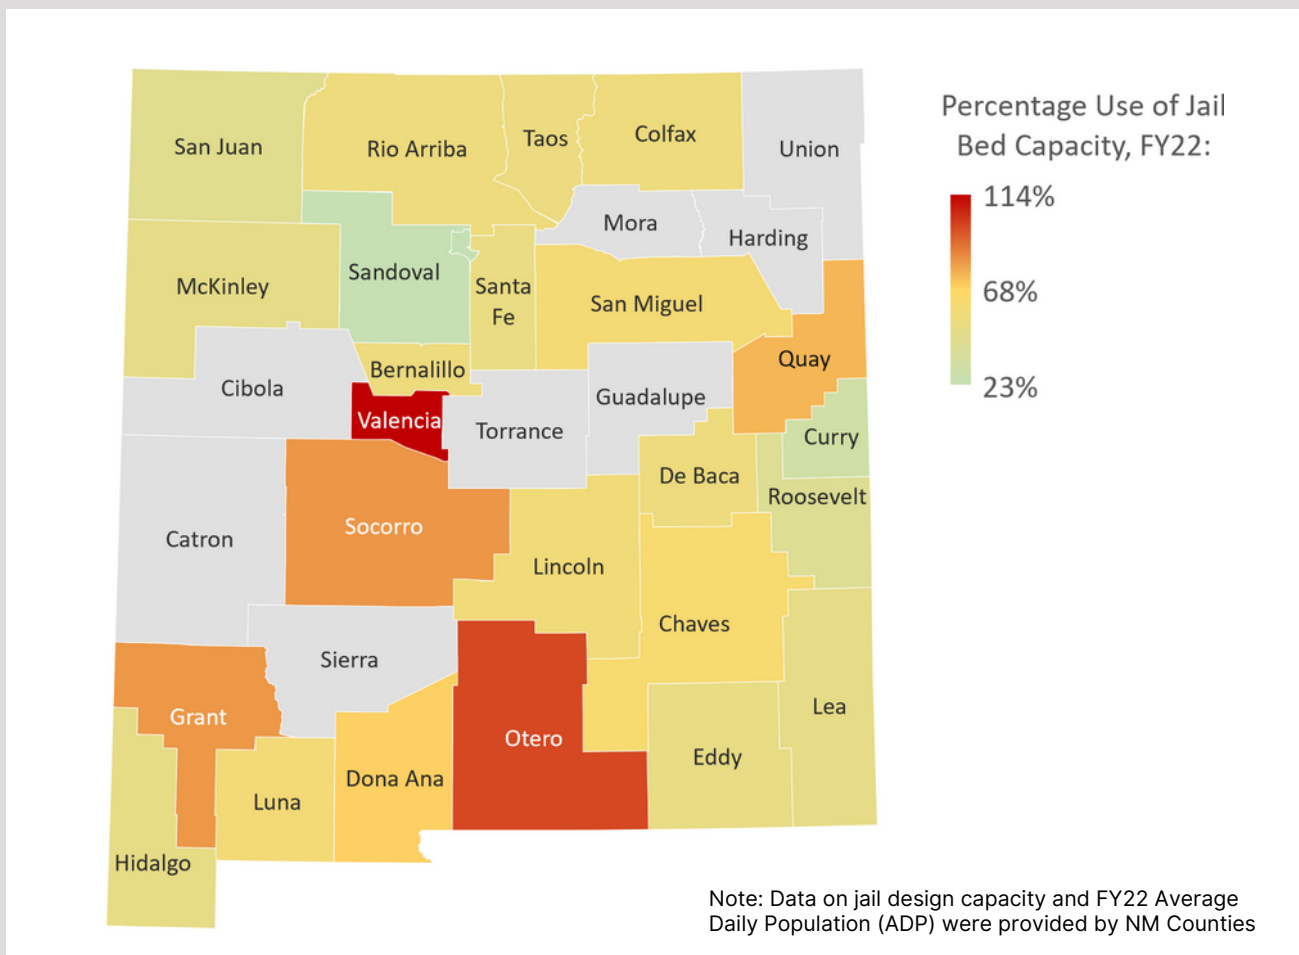 Percentage Use of Jail
Bed Capacity, FY22:
114%
68%
23%
San Juan
Rio Arriba
Taos
Colfax
Union
Mora
Harding
McKinley
Sandoval
Santa
Fe
San Miguel
Quay
Bernalillo
Cibola
Valencia
Torrance
Guadalupe
Curry
De Baca
Roosevelt
Catron
Socorro
Lincoln
Chaves
Sierra
Grant
Otero
Lea
Eddy
Dona Ana
Luna
Hidalgo
Note: Data on jail design capacity and FY22 Average
Daily Population (ADP) were provided by NM Counties